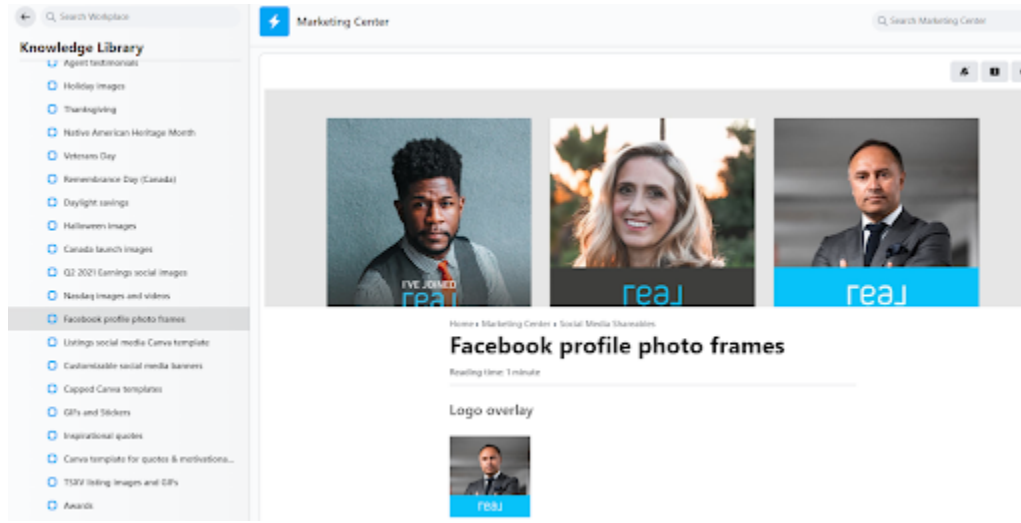 Search Workplace
Knowledge Library
Agent testimonials
Holiday images
Thanksgiving
Native American Heritage Month
Veterans Day
Remembrance Day (Canada)
Daylight savings
Halloween images
Canada launch images
Q2 2021 Earnings social images
Nasdaq images and videos
Facebook profile photo frames
Listings social media Canva template
Customizable social media banners
Capped Canva templates
GIFs and Stickers
Inspirational quotes
Canva template for quotes & motivationa...
TSXV listing images and GIFs
Awards
Marketing Center
Search Marketing Center
I'VE JOINED
real
real
real
Home • Marketing Center • Social Media Shareables
Facebook profile photo frames
Reading time: 1 minute
Logo overlay
real